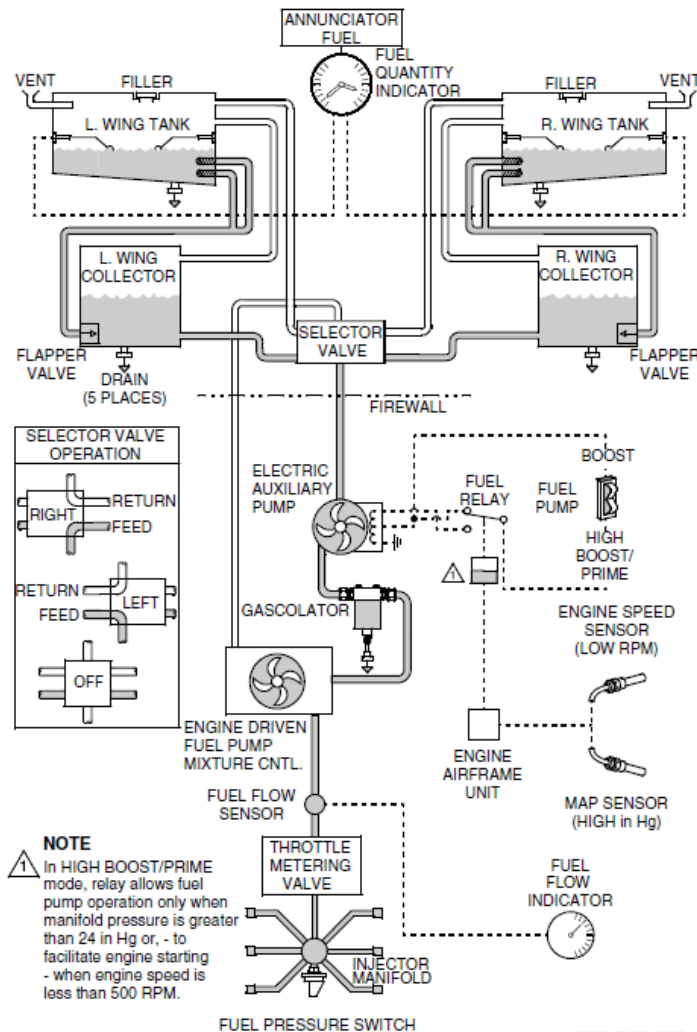 ANNUNCIATOR
FUEL
FUEL
QUANTITY
INDICATOR
VENT
FILLER
L. WING TANK
FILLER
VENT
R. WING TANK
L. WING
COLLECTOR
R. WING
COLLECTOR
SELECTOR
VALVE
FLAPPER
VALVE
DRAIN
(5 PLACES)
FLAPPER
VALVE
FIREWALL
SELECTOR VALVE
OPERATION
RIGHT
RETURN
FEED
RETURN
FEED
LEFT
OFF
ELECTRIC
AUXILIARY
PUMP
FUEL
RELAY
BOOST
FUEL
PUMP
HIGH
BOOST/
PRIME
1
GASCOLATOR
ENGINE SPEED
SENSOR
(LOW RPM)
ENGINE DRIVEN
FUEL PUMP
MIXTURE CNTL.
ENGINE
AIRFRAME
UNIT
MAP SENSOR
(HIGH in Hg)
FUEL FLOW
SENSOR
THROTTLE
METERING
VALVE
FUEL
FLOW
INDICATOR
NOTE
1
In HIGH BOOST/PRIME
mode, relay allows fuel
pump operation only when
manifold pressure is greater
than 24 in Hg or, - to
facilitate engine starting
- when engine speed is
less than 500 RPM.
INJECTOR
MANIFOLD
FUEL PRESSURE SWITCH